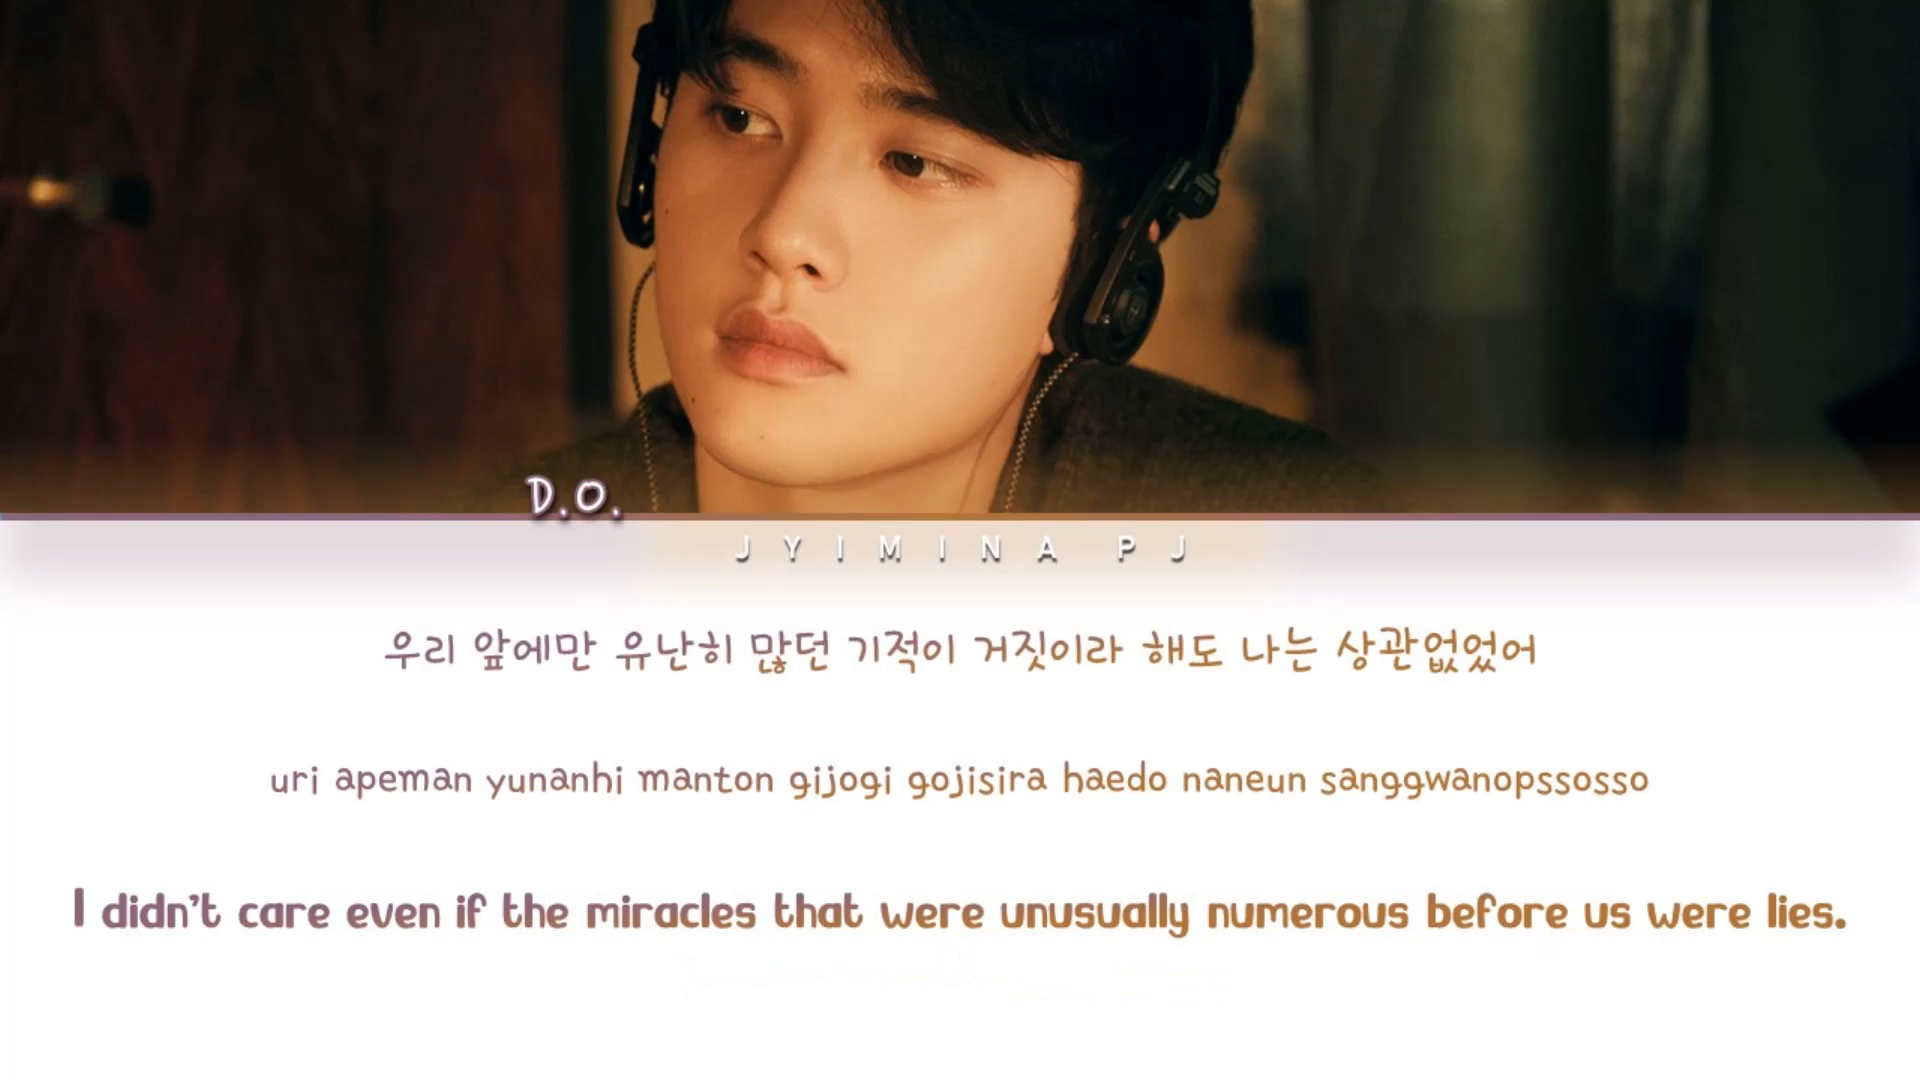 D.O.
JYIMINA PJ
우리 앞에만 유난히 많던 기적이 거짓이라 해도 나는 상관없었어
uri apeman yunanhi manton gijogi gojisira haedo naneun sanggwanopssosso
I didn't care even if the miracles that were unusually numerous before us were lies.